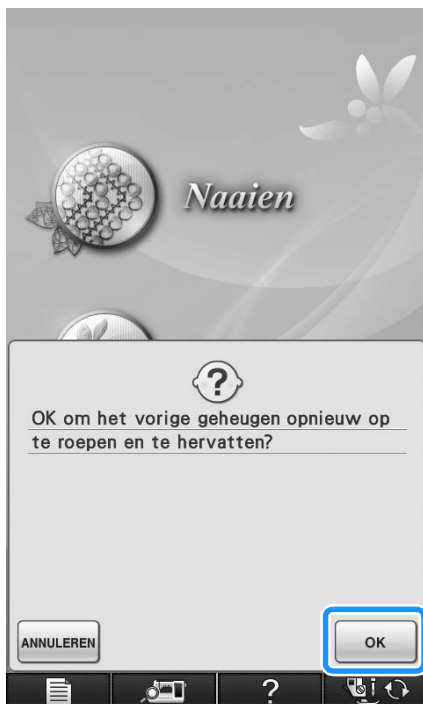 Naaien
OK om het vorige geheugen opnieuw op
te roepen en te hervatten?
ANNULEREN
OK